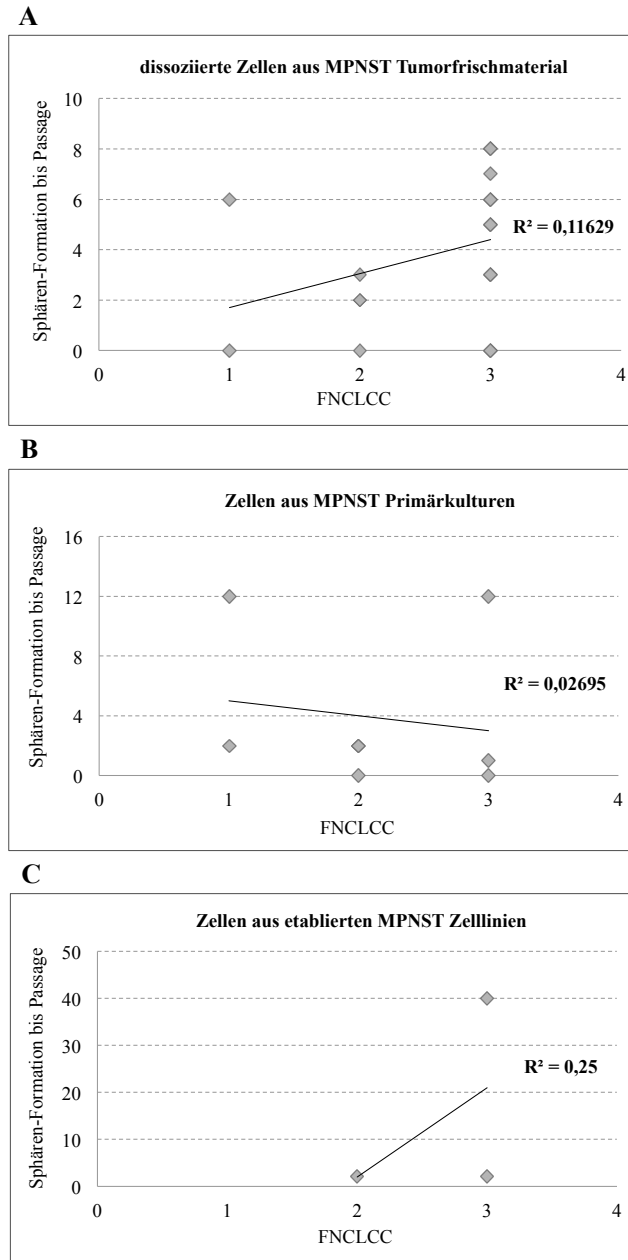 A
dissoziierte Zellen aus MPNST Tumorfrischmaterial
Sphären-Formation bis Passage
10
8
6
4
2
0
R² = 0,11629
0 1 2 3 4
FNCLCC
B
Zellen aus MPNST Primärkulturen
Sphären-Formation bis Passage
16
12
8
4
0
R² = 0,02695
0 1 2 3 4
FNCLCC
C
Zellen aus etablierten MPNST Zelllinien
Sphären-Formation bis Passage
50
40
30
20
10
0
R² = 0,25
0 1 2 3 4
FNCLCC